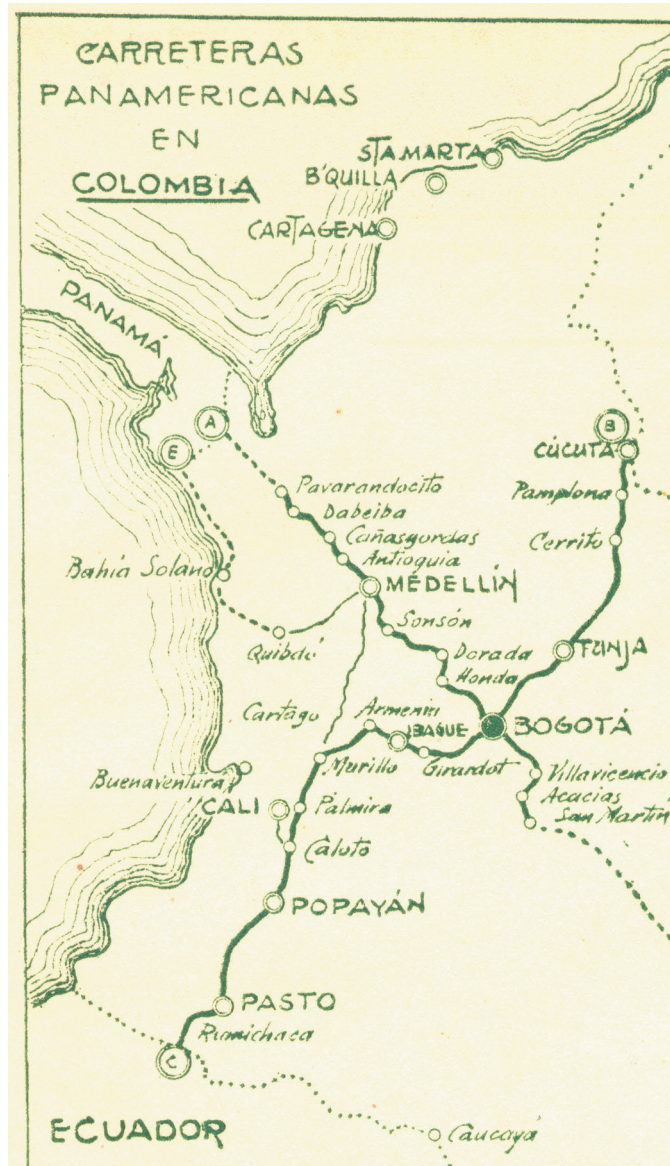 CARRETERAS
PANAMERICANAS
EN
COLOMBIA
STA MARTA
B'QUILLA
CARTAGENA
PANAMÁ
A
B
E
CÚCUTA
Pavarandocito
Pamplona
Dabeiba
Cañasgordas
Cerrito
Antioquia
Bahía Solano
MEDELLÍN
Sonsón
Quibdó
Dorada
TUNJA
Honda
Cartago
Armenia
IBAGUE
BOGOTÁ
Murillo
Girardot
Villavicencio
Buenaventura
Acacias
CALI
Palmira
San Martín
Caloto
POPAYÁN
PASTO
Rumichaca
C
ECUADOR
Caucayá